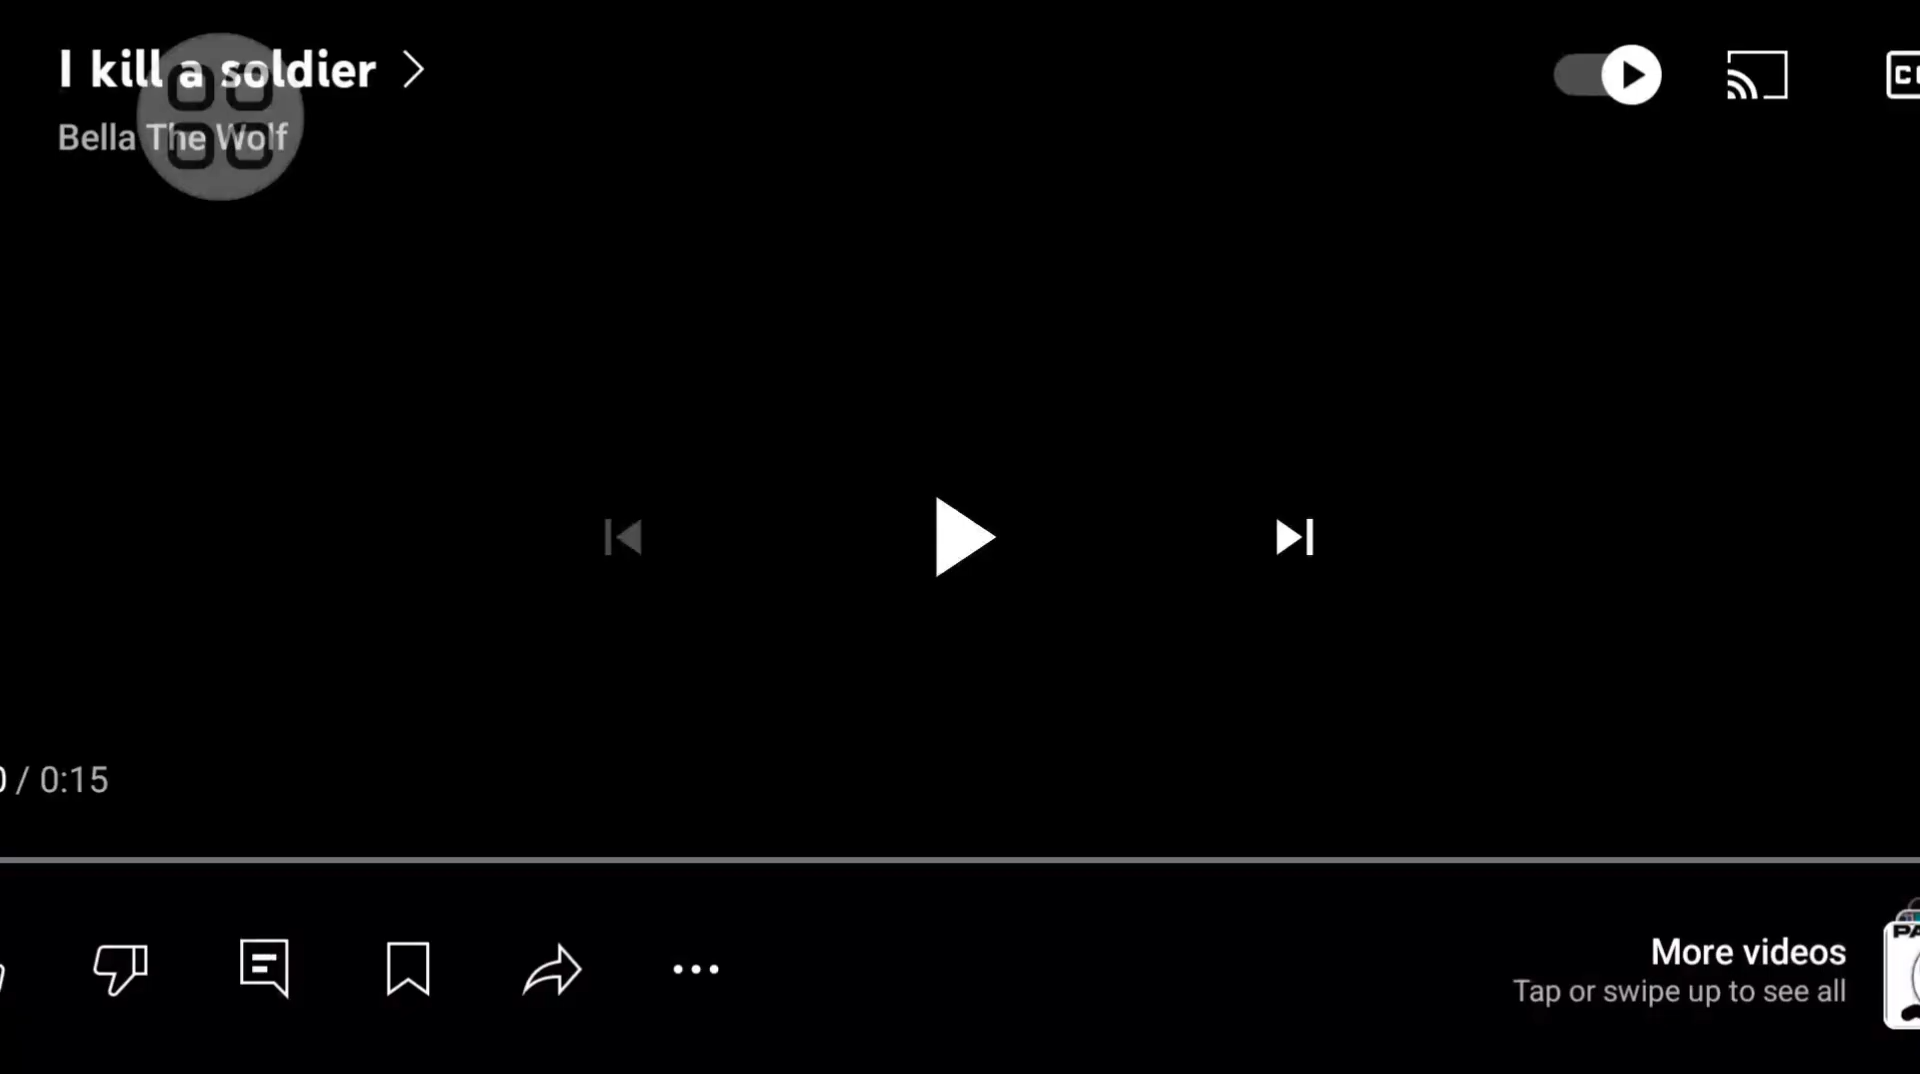 I kill a soldier
Bella The Wolf
/ 0:15
More videos
Tap or swipe up to see all